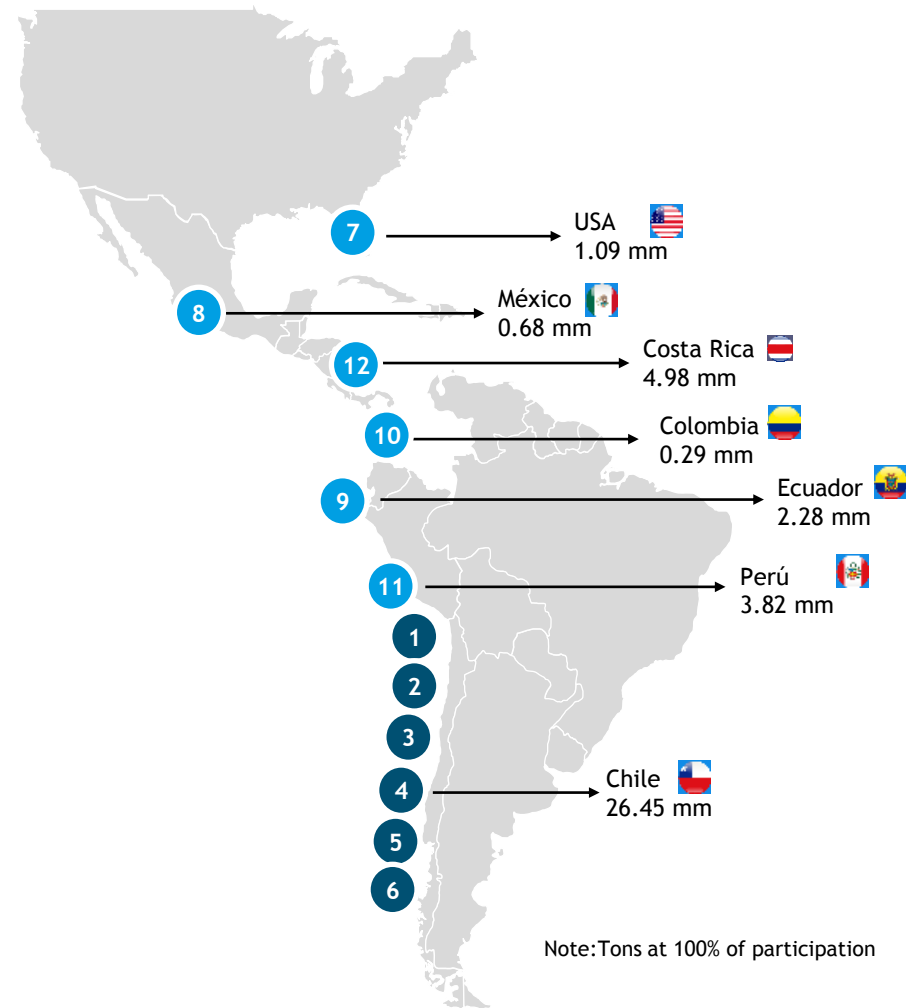 7
USA
1.09 mm
8
México
0.68 mm
12
Costa Rica
4.98 mm
10
Colombia
0.29 mm
9
Ecuador
2.28 mm
11
Perú
3.82 mm
1
2
3
4
Chile
26.45 mm
5
6
Note:Tons at 100% of participation